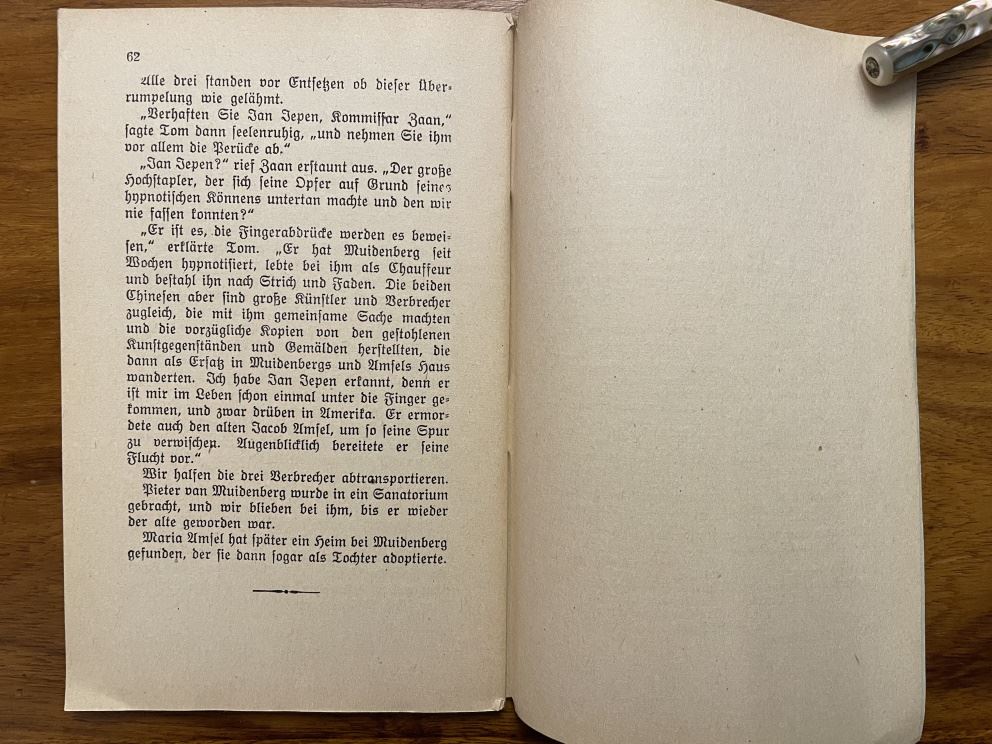 62
Alle drei standen vor Entsetzen ob dieser Über-
rumpelung wie gelähmt.
„Verhaften Sie Jan Jepen, Kommissar Zaan,“
sagte Tom dann seelenruhig, „und nehmen Sie ihm
vor allem die Perücke ab.“
„Jan Jepen?“ rief Zaan erstaunt aus. „Der große
Hochstapler, der sich seine Opfer auf Grund seines
hypnotischen Könnens untertan machte und den wir
nie fassen konnten?“
„Er ist es, die Fingerabdrücke werden es bewei-
sen,“ erklärte Tom. „Er hat Muidenberg seit
Wochen hypnotisiert, lebte bei ihm als Chauffeur
und bestahl ihn nach Strich und Faden. Die beiden
Chinesen aber sind große Künstler und Verbrecher
zugleich, die mit ihm gemeinsame Sache machten
und die vorzügliche Kopien von den gestohlenen
Kunstgegenständen und Gemälden herstellten, die
dann als Ersatz in Muidenbergs und Amsels Haus
wanderten. Ich habe Jan Jepen erkannt, denn er
ist mir im Leben schon einmal unter die Finger ge-
kommen, und zwar drüben in Amerika. Er ermor-
dete auch den alten Jacob Amsel, um so seine Spur
zu verwischen. Augenblicklich bereitete er seine
Flucht vor.“
Wir halfen die drei Verbrecher abtransportieren.
Pieter van Muidenberg wurde in ein Sanatorium
gebracht, und wir blieben bei ihm, bis er wieder
der alte geworden war.
Maria Amsel hat später ein Heim bei Muidenberg
gefunden, der sie dann sogar als Tochter adoptierte.